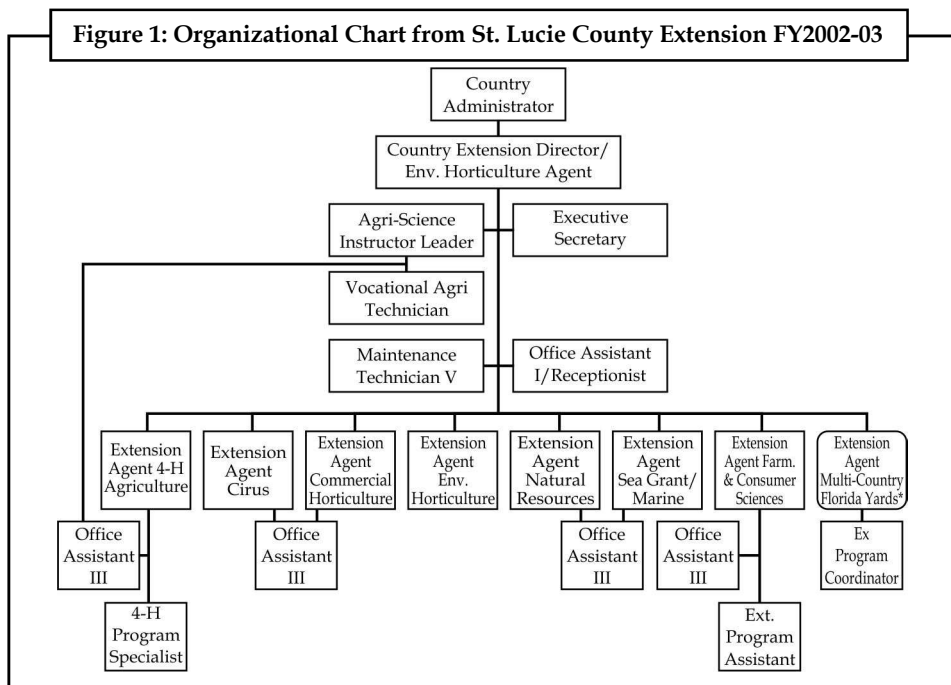 Figure 1: Organizational Chart from St. Lucie County Extension FY2002-03
Country
Administrator
Country Extension Director/
Env. Horticulture Agent
Agri-Science
Instructor Leader
Executive
Secretary
Vocational Agri
Technician
Maintenance
Technician V
Office Assistant
I/Receptionist
Extension
Agent 4-H
Agriculture
Extension
Agent
Cirus
Extension
Agent
Commercial
Horticulture
Extension
Agent
Env.
Horticulture
Extension
Agent
Natural
Resources
Extension
Agent
Sea Grant/
Marine
Extension
Agent Farm.
& Consumer
Sciences
Extension
Agent
Multi-Country
Florida Yards*
Office
Assistant
III
Office
Assistant
III
Office
Assistant
III
Office
Assistant
III
Ex
Program
Coordinator
4-H
Program
Specialist
Ext.
Program
Assistant